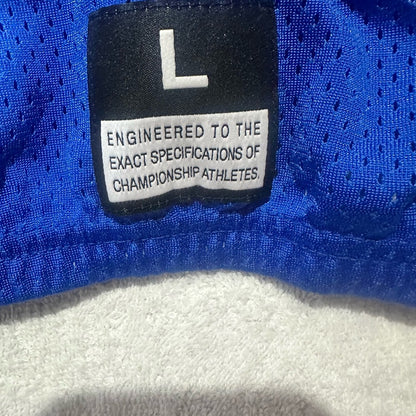 L
ENGINEERED TO THE
EXACT SPECIFICATIONS OF
CHAMPIONSHIP ATHLETES.